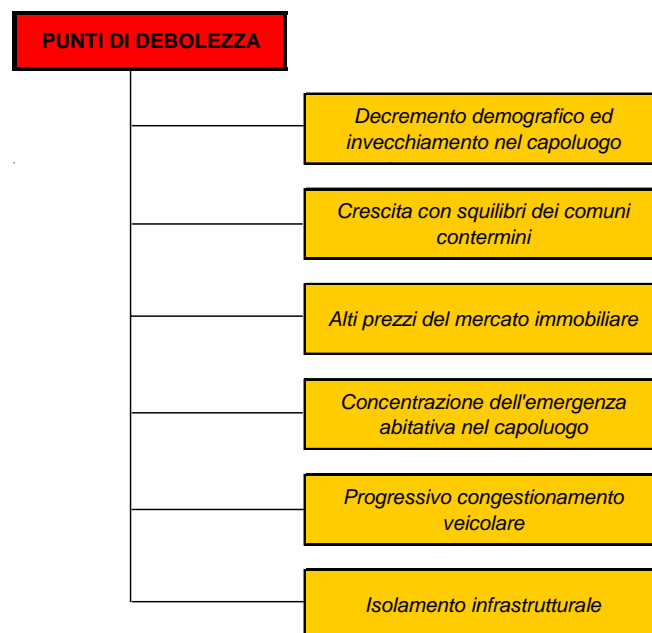 PUNTI DI DEBOLEZZA
Decremento demografico ed
invecchiamento nel capoluogo
Crescita con squilibri dei comuni
contermini
Alti prezzi del mercato immobiliare
Concentrazione dell'emergenza
abitativa nel capoluogo
Progressivo congestionamento
veicolare
Isolamento infrastrutturale